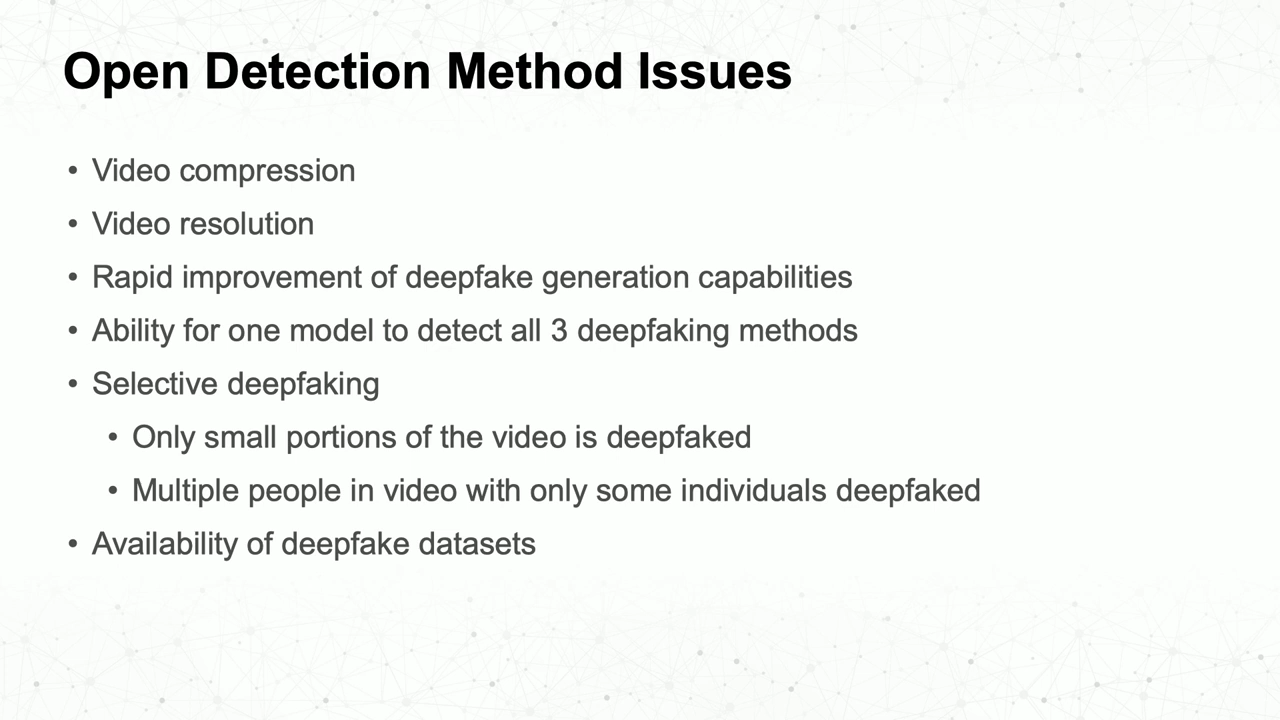 Open Detection Method Issues
• Video compression
• Video resolution
• Rapid improvement of deepfake generation capabilities
• Ability for one model to detect all 3 deepfaking methods
• Selective deepfaking
• Only small portions of the video is deepfaked
• Multiple people in video with only some individuals deepfaked
• Availability of deepfake datasets